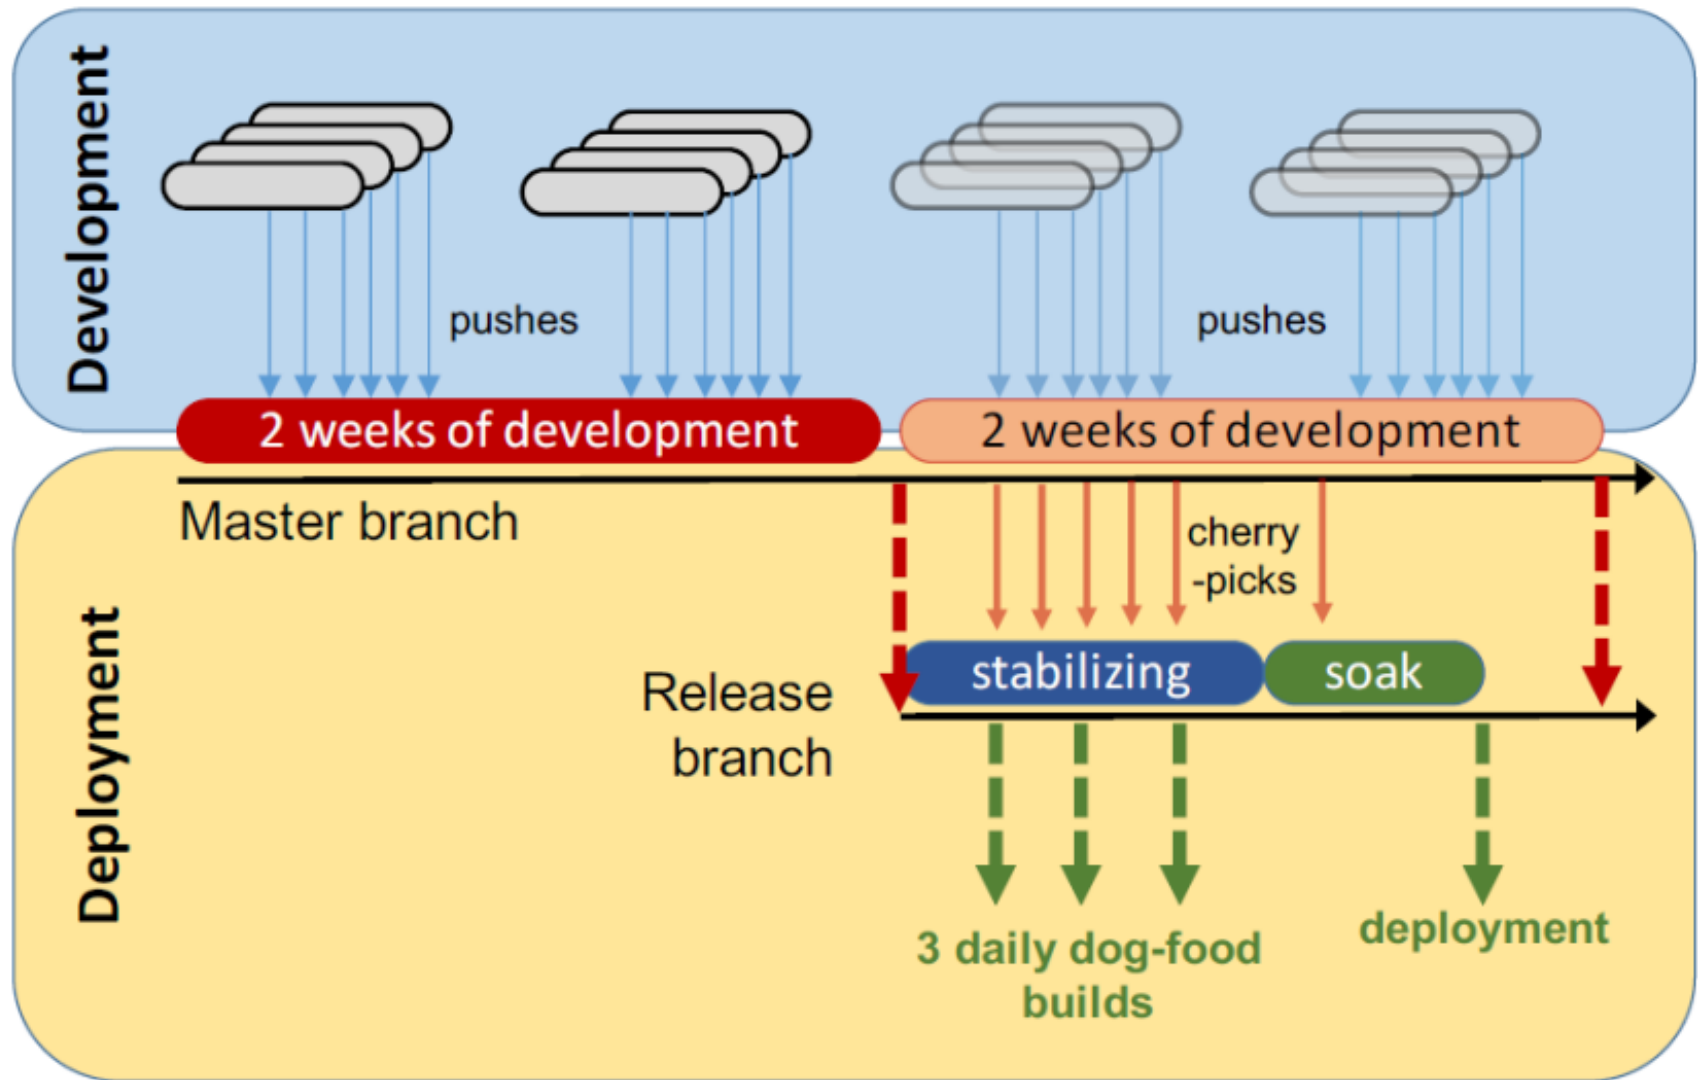 Development
pushes
pushes
2 weeks of development
2 weeks of development
Master branch
cherry
-picks
Deployment
Release
branch
stabilizing
soak
3 daily dog-food
builds
deployment